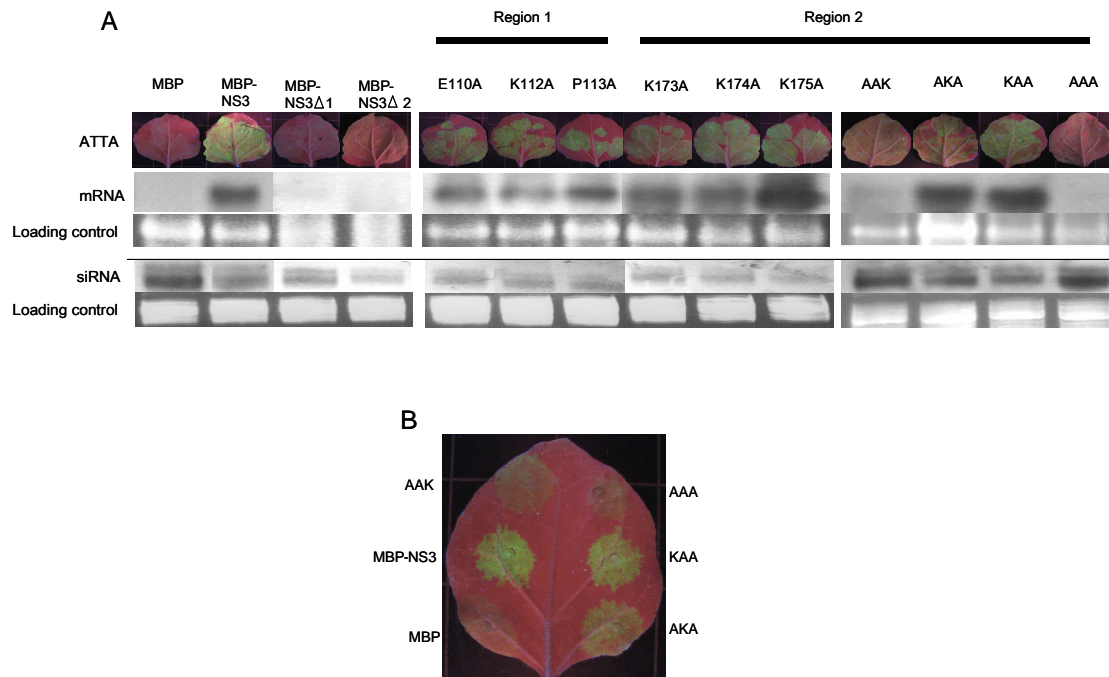 A
Region 1
Region 2
MBP
MBP-
NS3
MBP-
NS3Δ1
MBP-
NS3Δ 2
E110A
K112A
P113A
K173A
K174A
K175A
AAK
AKA
KAA
AAA
ATTA
mRNA
Loading control
siRNA
Loading control
B
AAK
AAA
MBP-NS3
KAA
MBP
AKA